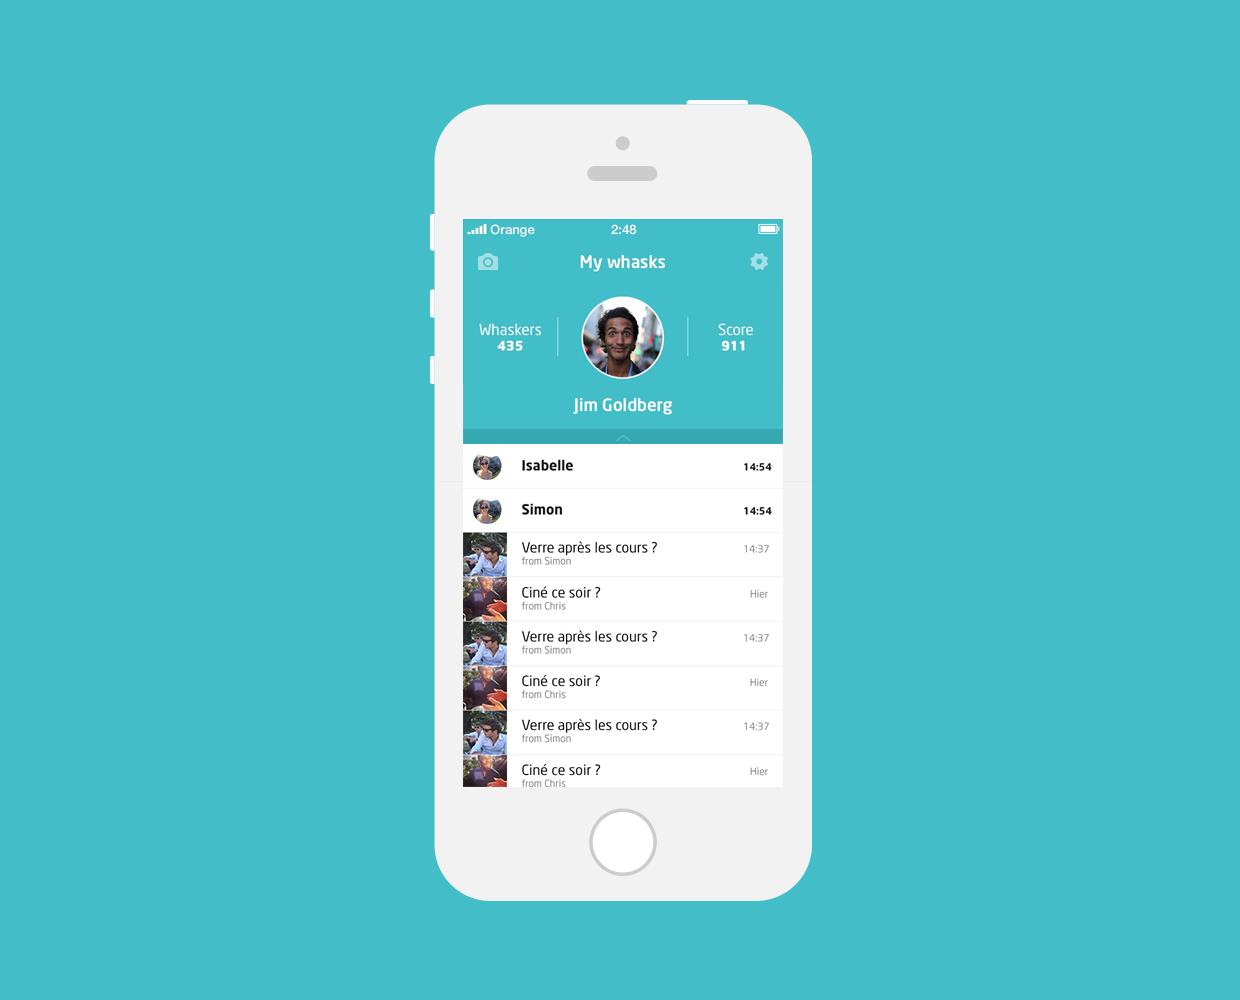 Orange 2:48
My whasks
Whaskers Score
435 911
Jim Goldberg
Isabelle 14:54
Simon 14:54
Verre après les cours ? 14:37
from Simon
Ciné ce soir ? Hier
from Chris
Verre après les cours ? 14:37
from Simon
Ciné ce soir ? Hier
from Chris
Verre après les cours ? 14:37
from Simon
Ciné ce soir ? Hier
from Chris